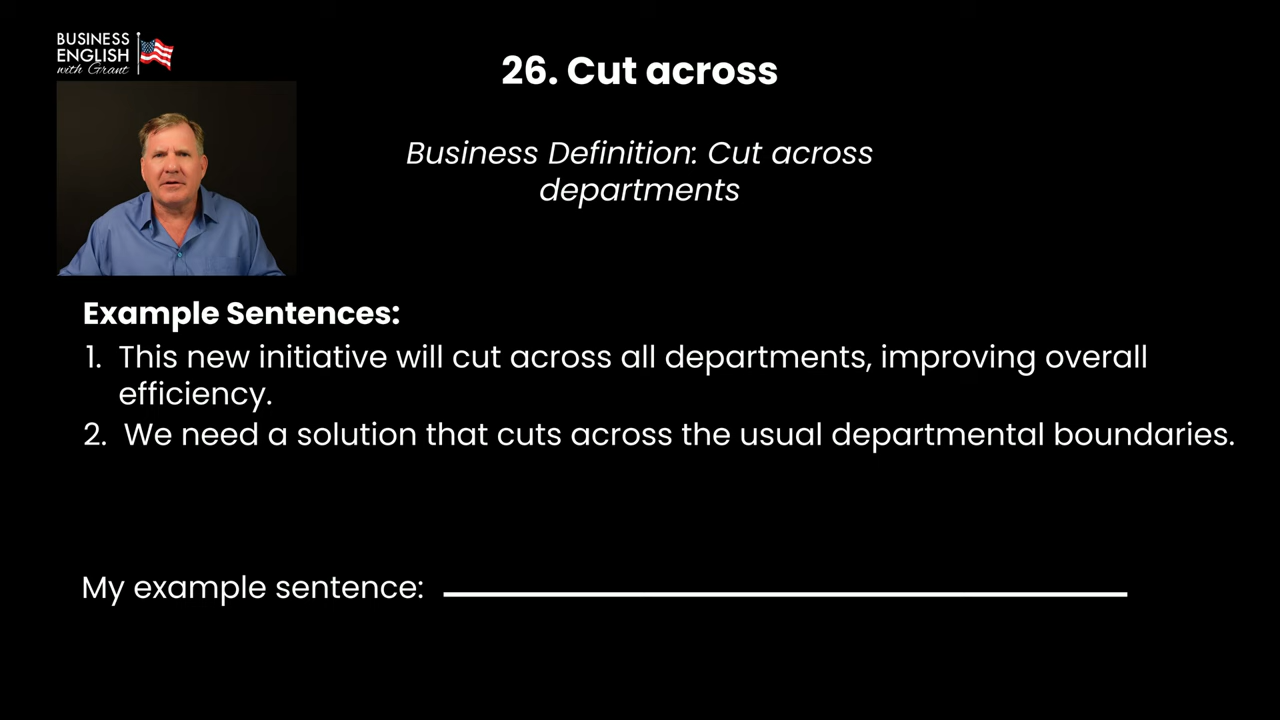 BUSINESS
ENGLISH
with Grant
26. Cut across
Business Definition: Cut across
departments
Example Sentences:
1. This new initiative will cut across all departments, improving overall
efficiency.
2. We need a solution that cuts across the usual departmental boundaries.
My example sentence: